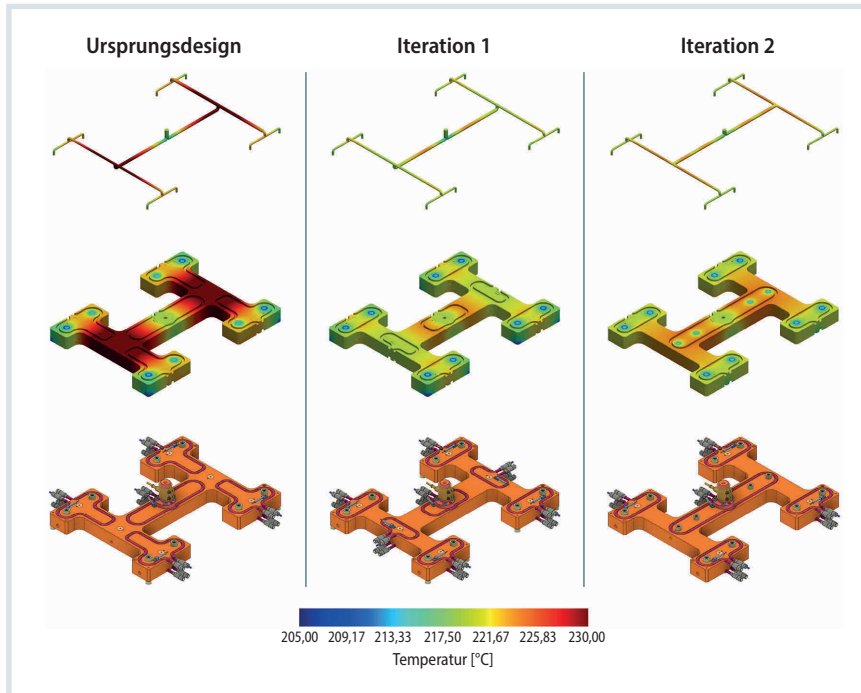 Ursprungsdesign Iteration 1 Iteration 2
205,00 209,17 213,33 217,50 221,67 225,83 230,00
Temperatur [°C]